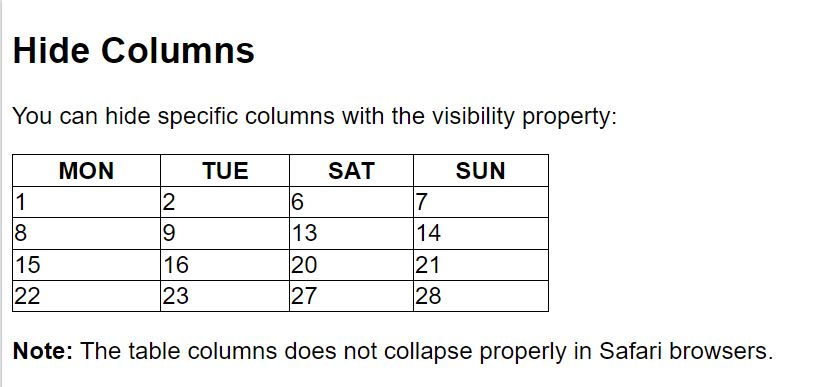 Hide Columns
You can hide specific columns with the visibility property:
MON TUE SAT SUN
1 2 6 7
8 9 13 14
15 16 20 21
22 23 27 28
Note: The table columns does not collapse properly in Safari browsers.